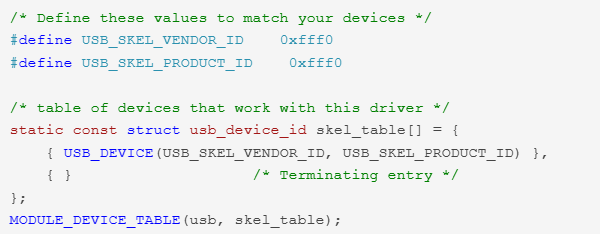 /* Define these values to match your devices */
#define USB_SKEL_VENDOR_ID    0xfff0
#define USB_SKEL_PRODUCT_ID    0xfff0

/* table of devices that work with this driver */
static const struct usb_device_id skel_table[] = {
    { USB_DEVICE(USB_SKEL_VENDOR_ID, USB_SKEL_PRODUCT_ID) },
    { }                    /* Terminating entry */
};
MODULE_DEVICE_TABLE(usb, skel_table);